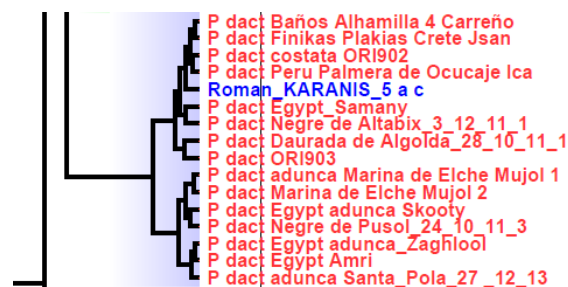 P dact Baños Alhamilla 4 Carreño
P dact Finikas Plakias Crete Jsan
P dact costata ORI902
P dact Peru Palmera de Ocucaje Ica
Roman_KARANIS_5 a c
P dact Egypt_Samany
P dact Negre de Altabix_3_12_11_1
P dact Daurada de Algolda_28_10_11_1
P dact ORI903
P dact adunca Marina de Elche Mujol 1
P dact Marina de Elche Mujol 2
P dact Egypt adunca Skooty
P dact Negre de Pusol_24_10_11_3
P dact Egypt adunca_Zaghlool
P dact Egypt Amri
P dact adunca Santa_Pola_27 _12_13